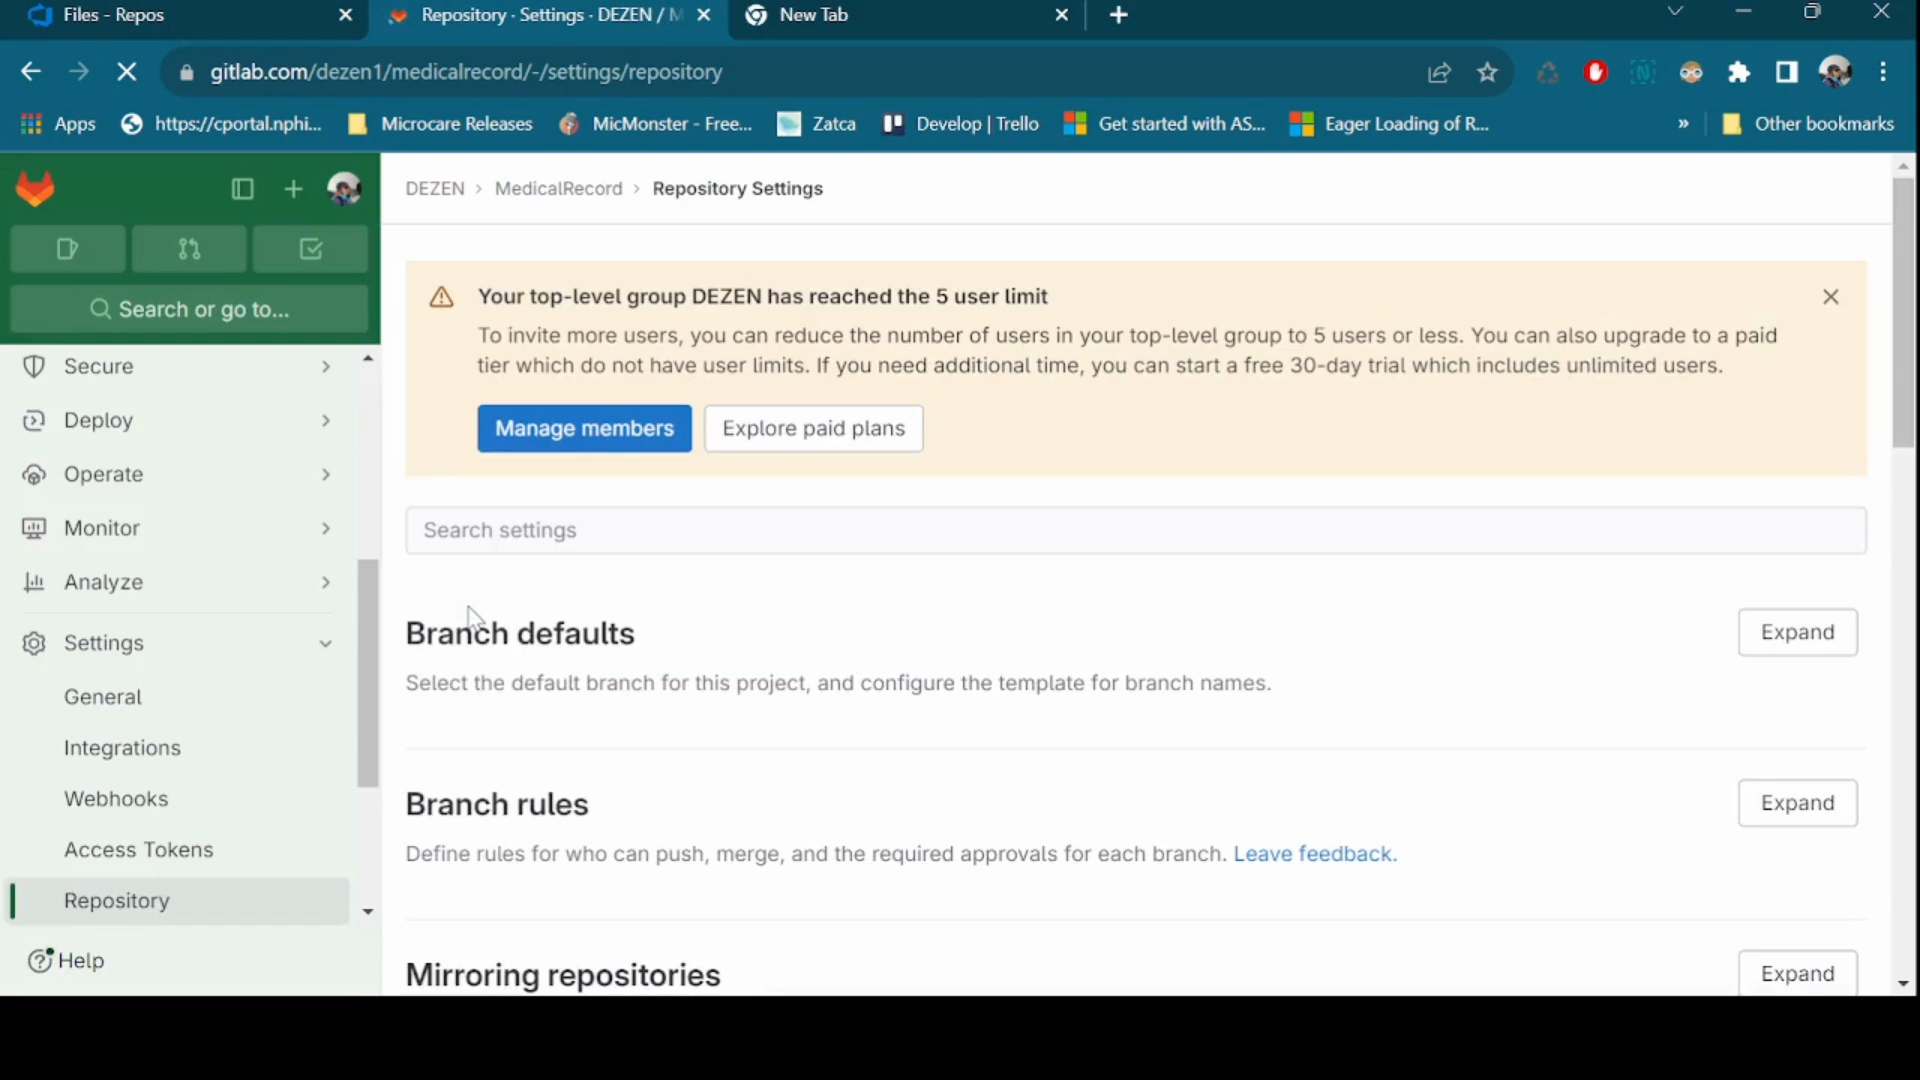 Files - Repos
Repository · Settings · DEZEN / M
New Tab
gitlab.com/dezen1/medicalrecord/-/settings/repository
Apps
https://cportal.nphi...
Microcare Releases
MicMonster - Free...
Zatca
Develop | Trello
Get started with AS...
Eager Loading of R...
»
Other bookmarks
DEZEN › MedicalRecord › Repository Settings
Search or go to...
Your top-level group DEZEN has reached the 5 user limit
To invite more users, you can reduce the number of users in your top-level group to 5 users or less. You can also upgrade to a paid
tier which do not have user limits. If you need additional time, you can start a free 30-day trial which includes unlimited users.
Manage members
Explore paid plans
Secure
Deploy
Operate
Monitor
Analyze
Settings
General
Integrations
Webhooks
Access Tokens
Repository
Help
Search settings
Branch defaults
Expand
Select the default branch for this project, and configure the template for branch names.
Branch rules
Expand
Define rules for who can push, merge, and the required approvals for each branch. Leave feedback.
Mirroring repositories
Expand